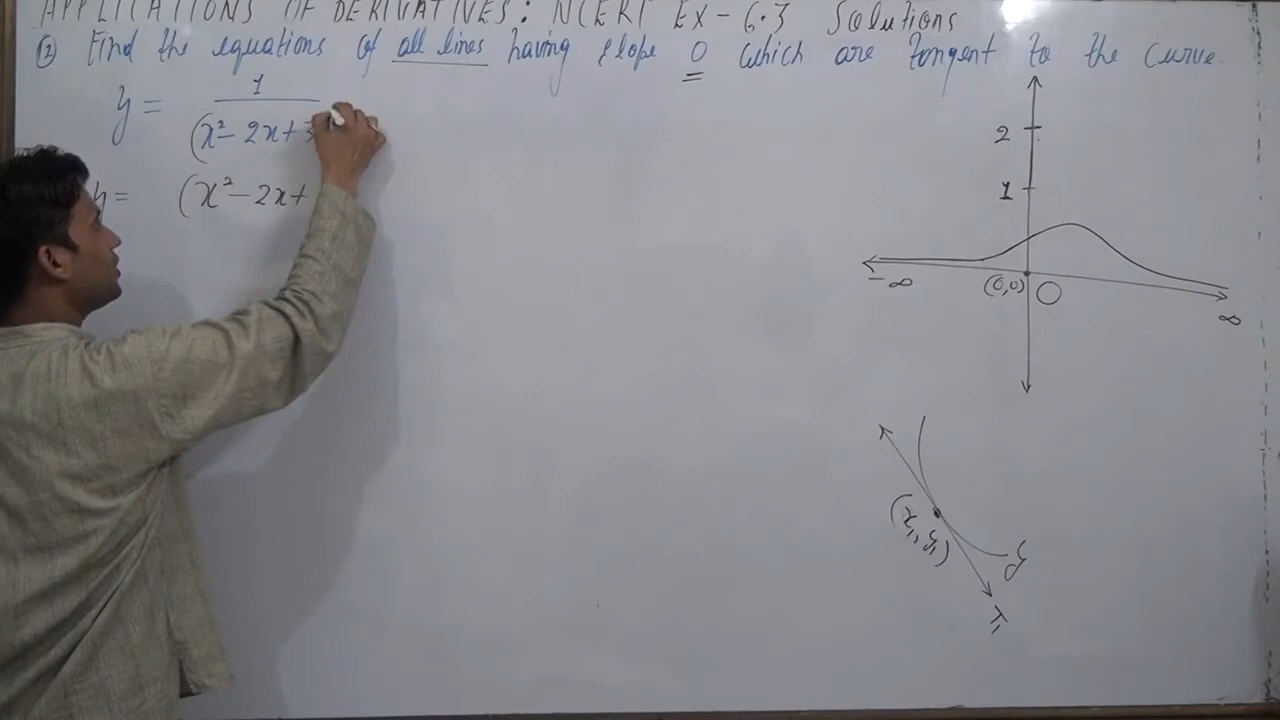 APPLICATIONS OF DERIVATIVES: NCERT EX-6.3 Solutions
② Find the equations of all lines having slope 0 which are tangent to the curve.
y = 1
(x²- 2x+3
y = (x²-2x+
2
1
-∞
(0,0) O
∞
(x₁, y₁)
y
T₁